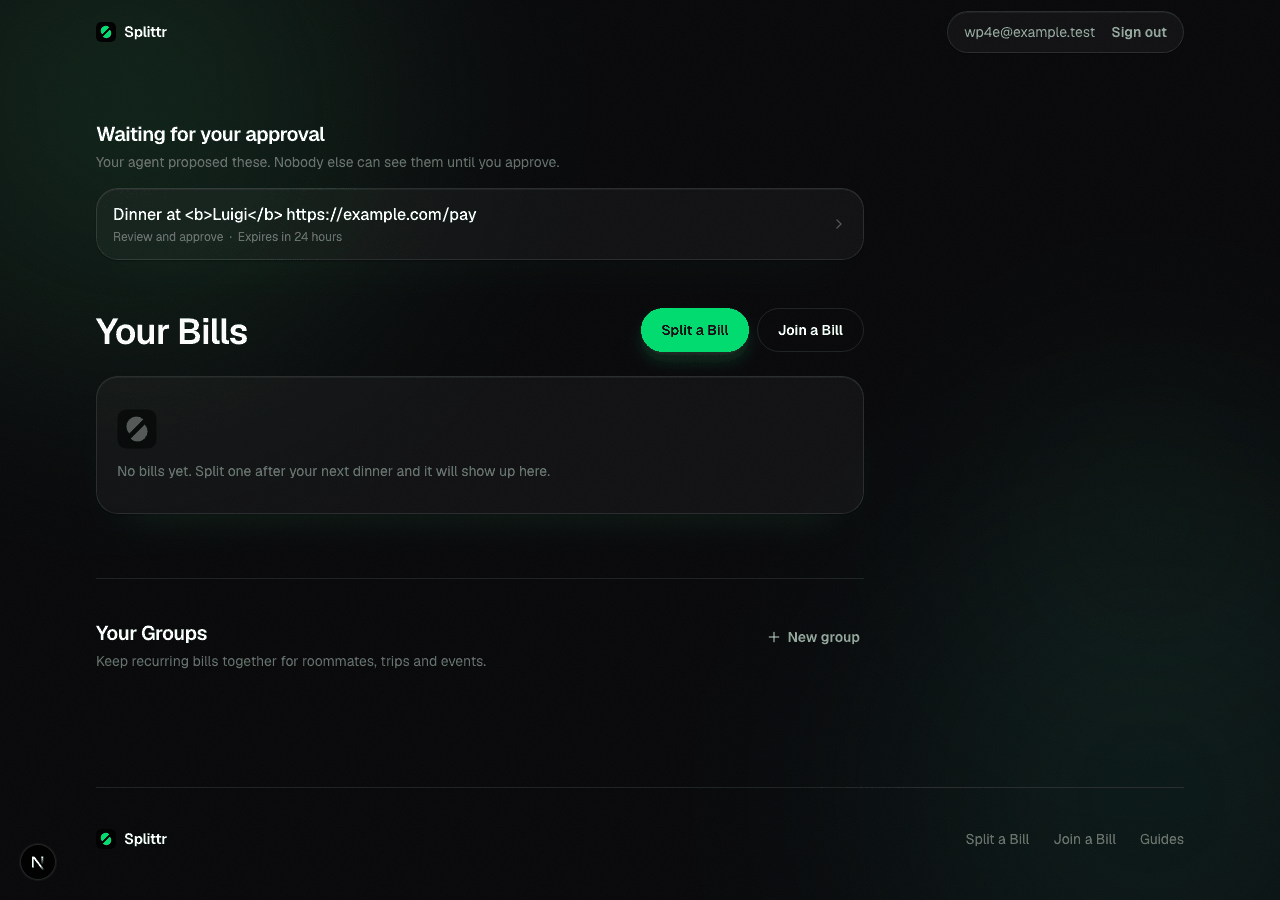 Splittr
wp4e@example.test Sign out
Waiting for your approval
Your agent proposed these. Nobody else can see them until you approve.
Dinner at <b>Luigi</b> https://example.com/pay
Review and approve · Expires in 24 hours
Your Bills
Split a Bill
Join a Bill
No bills yet. Split one after your next dinner and it will show up here.
Your Groups
+ New group
Keep recurring bills together for roommates, trips and events.
Splittr
Split a Bill Join a Bill Guides
N